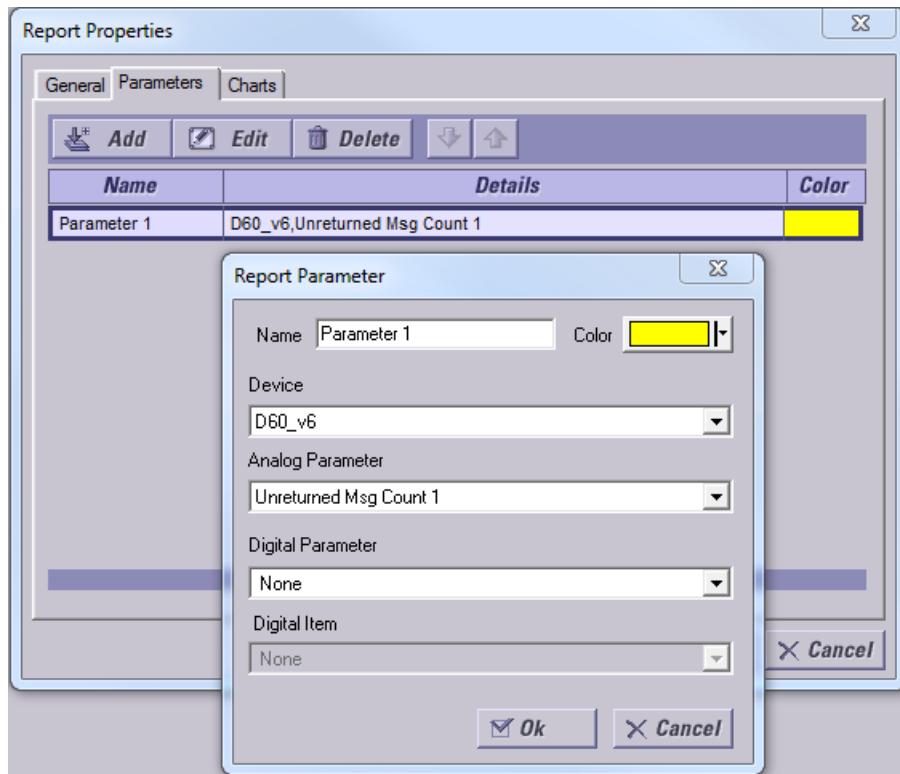 Report Properties
General Parameters Charts
Add Edit Delete
Name Details Color
Parameter 1 D60_v6,Unreturned Msg Count 1
Report Parameter
Name Parameter 1 Color
Device
D60_v6
Analog Parameter
Unreturned Msg Count 1
Digital Parameter
None
Digital Item
None
Cancel
Ok Cancel